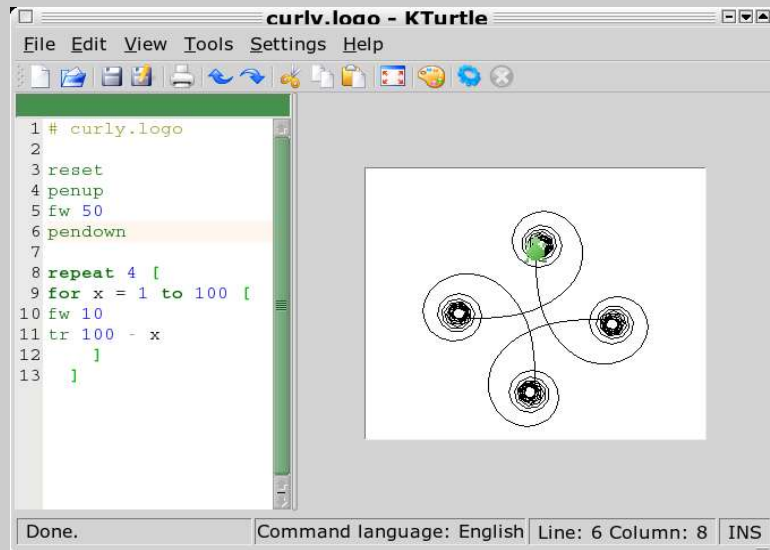 curly.logo - KTurtle
File Edit View Tools Settings Help
1 # curly.logo
2
3 reset
4 penup
5 fw 50
6 pendown
7
8 repeat 4 [
9 for x = 1 to 100 [
10 fw 10
11 tr 100 - x
12 ]
13 ]
Done. Command language: English Line: 6 Column: 8 INS